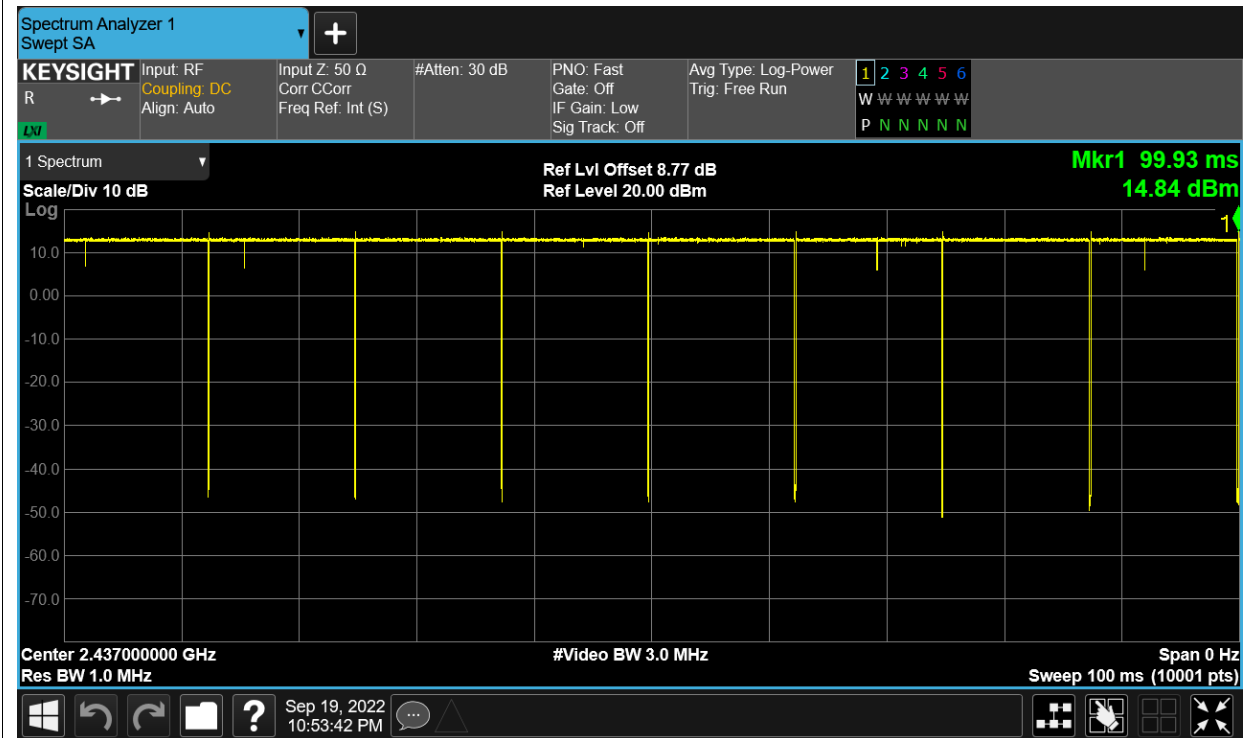 Spectrum Analyzer 1
Swept SA
KEYSIGHT
R
LXI
Input: RF
Coupling: DC
Align: Auto
Input Z: 50 Ω
Corr CCorr
Freq Ref: Int (S)
#Atten: 30 dB
PNO: Fast
Gate: Off
IF Gain: Low
Sig Track: Off
Avg Type: Log-Power
Trig: Free Run
1 2 3 4 5 6
W W W W W W
P N N N N N
1 Spectrum
Scale/Div 10 dB
Ref Lvl Offset 8.77 dB
Ref Level 20.00 dBm
Mkr1 99.93 ms
14.84 dBm
Log
1
10.0
0.00
-10.0
-20.0
-30.0
-40.0
-50.0
-60.0
-70.0
Center 2.437000000 GHz
#Video BW 3.0 MHz
Span 0 Hz
Res BW 1.0 MHz
Sweep 100 ms (10001 pts)
Sep 19, 2022
10:53:42 PM